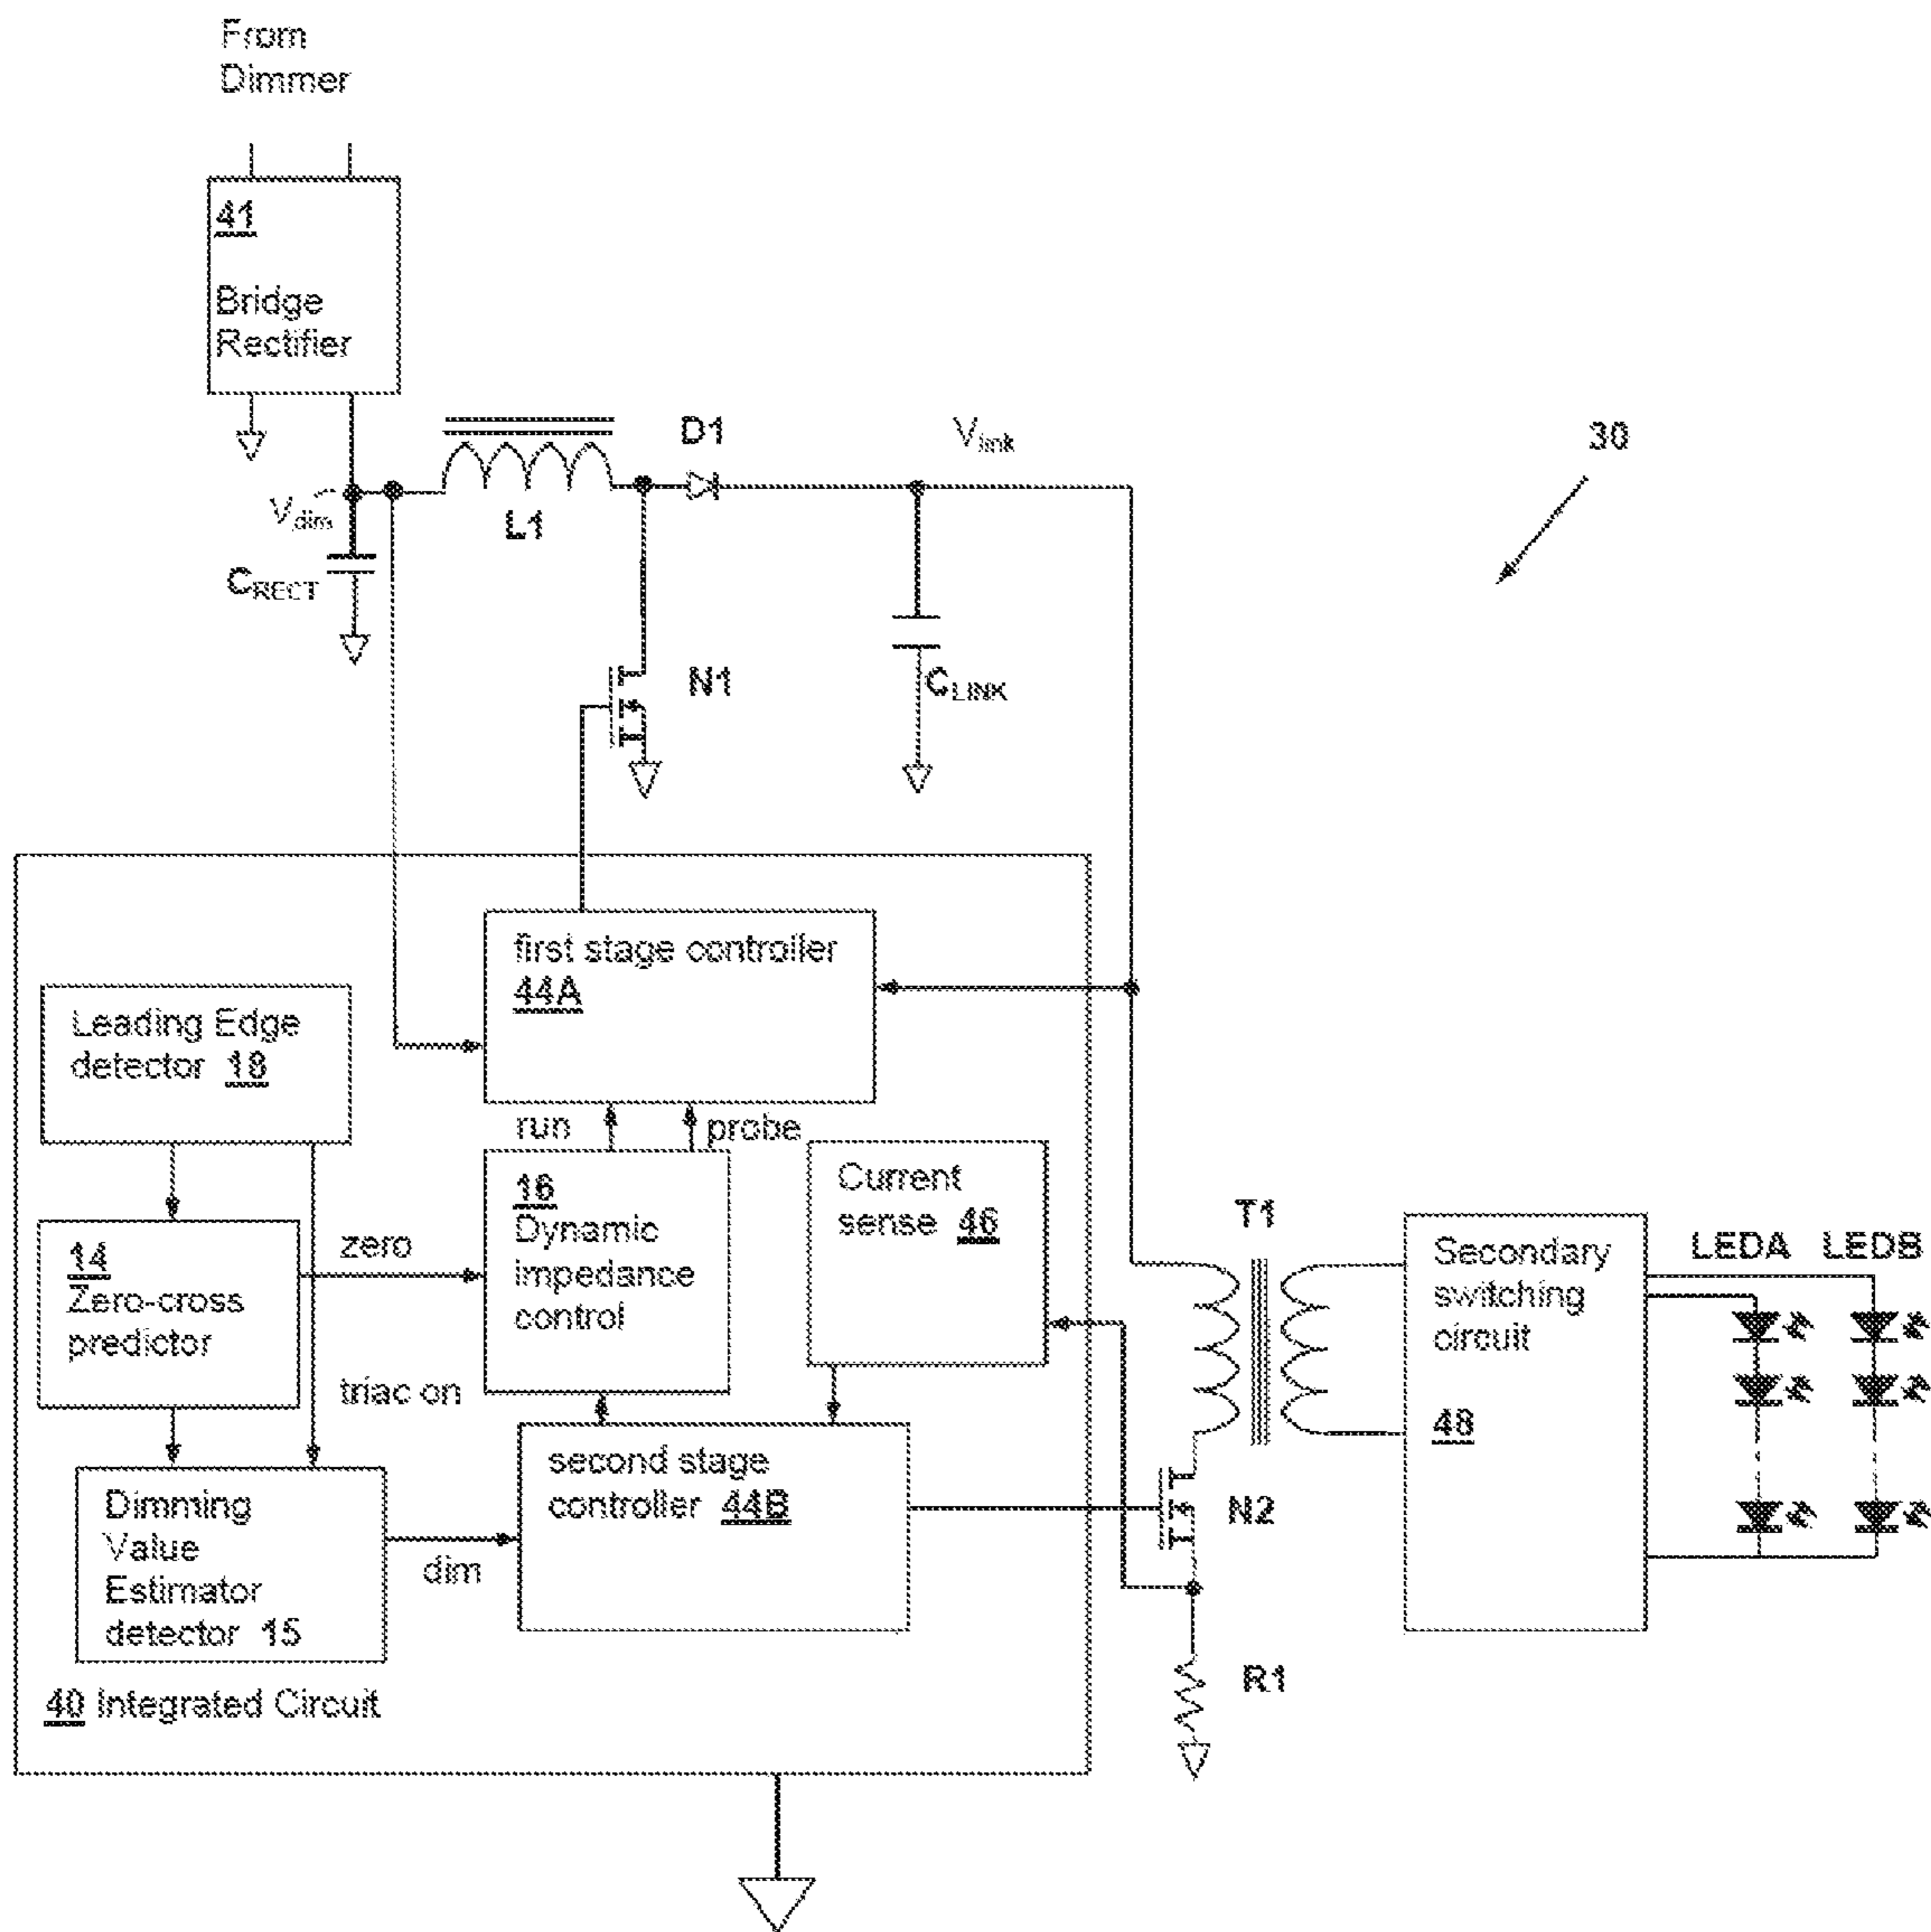 From
Dimmer
41
Bridge
Rectifier
D1
Vlink
30
Vdim
L1
CRECT
N1
CLINK
first stage controller
44A
Leading Edge
detector 18
run
probe
16
Dynamic
impedance
control
Current
sense 46
T1
Secondary
switching
circuit
48
LEDA
LEDB
14
Zero-cross
predictor
zero
triac on
second stage
controller 44B
N2
Dimming
Value
Estimator
detector 15
dim
R1
40 Integrated Circuit